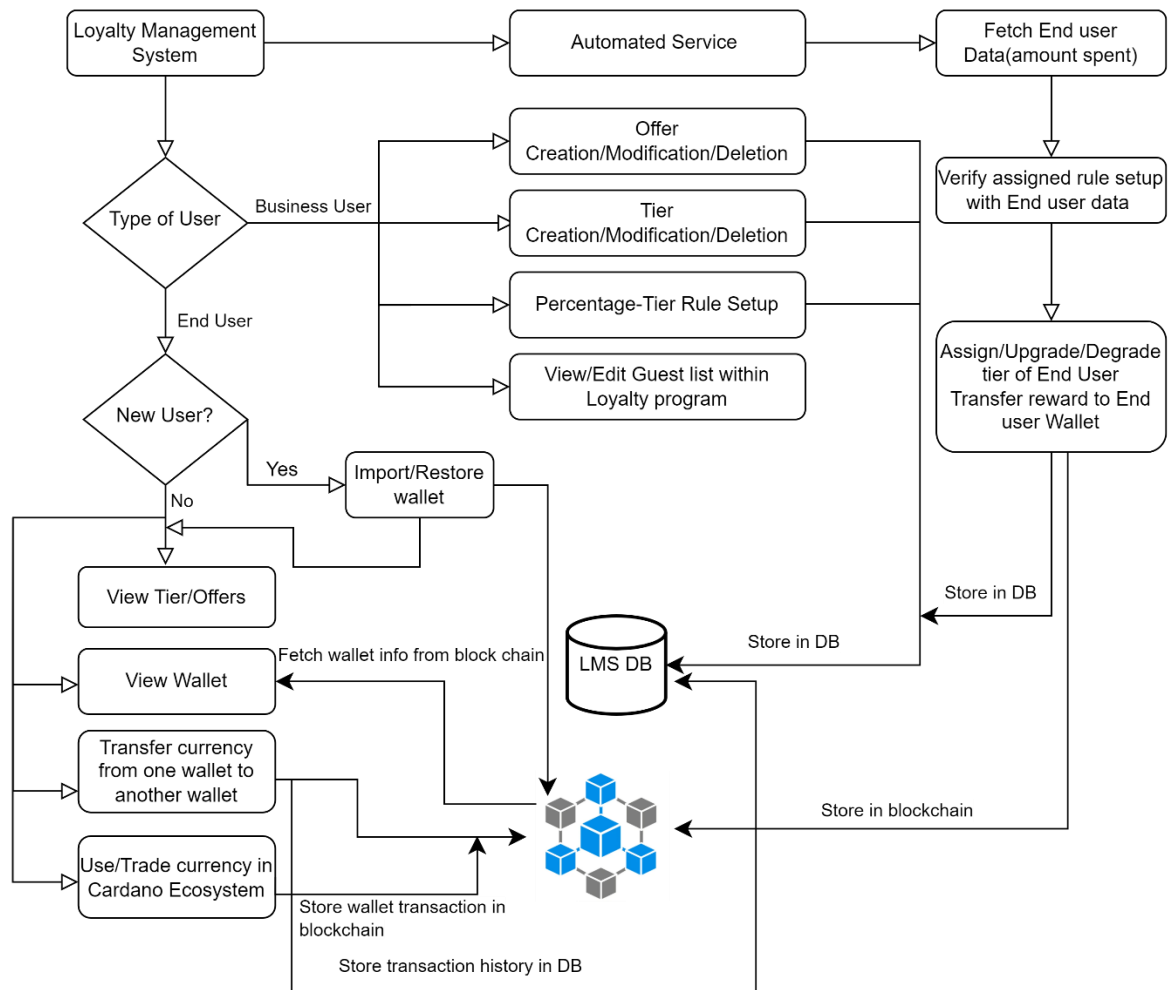 Loyalty Management
System
Automated Service
Fetch End user
Data(amount spent)
Offer
Creation/Modification/Deletion
Type of User
Business User
Tier
Creation/Modification/Deletion
Verify assigned rule setup
with End user data
Percentage-Tier Rule Setup
End User
Assign/Upgrade/Degrade
tier of End User
Transfer reward to End
user Wallet
View/Edit Guest list within
Loyalty program
New User?
Yes
Import/Restore
wallet
No
View Tier/Offers
Store in DB
Store in DB
LMS DB
Fetch wallet info from block chain
View Wallet
Transfer currency
from one wallet to
another wallet
Store in blockchain
Use/Trade currency in
Cardano Ecosystem
Store wallet transaction in
blockchain
Store transaction history in DB